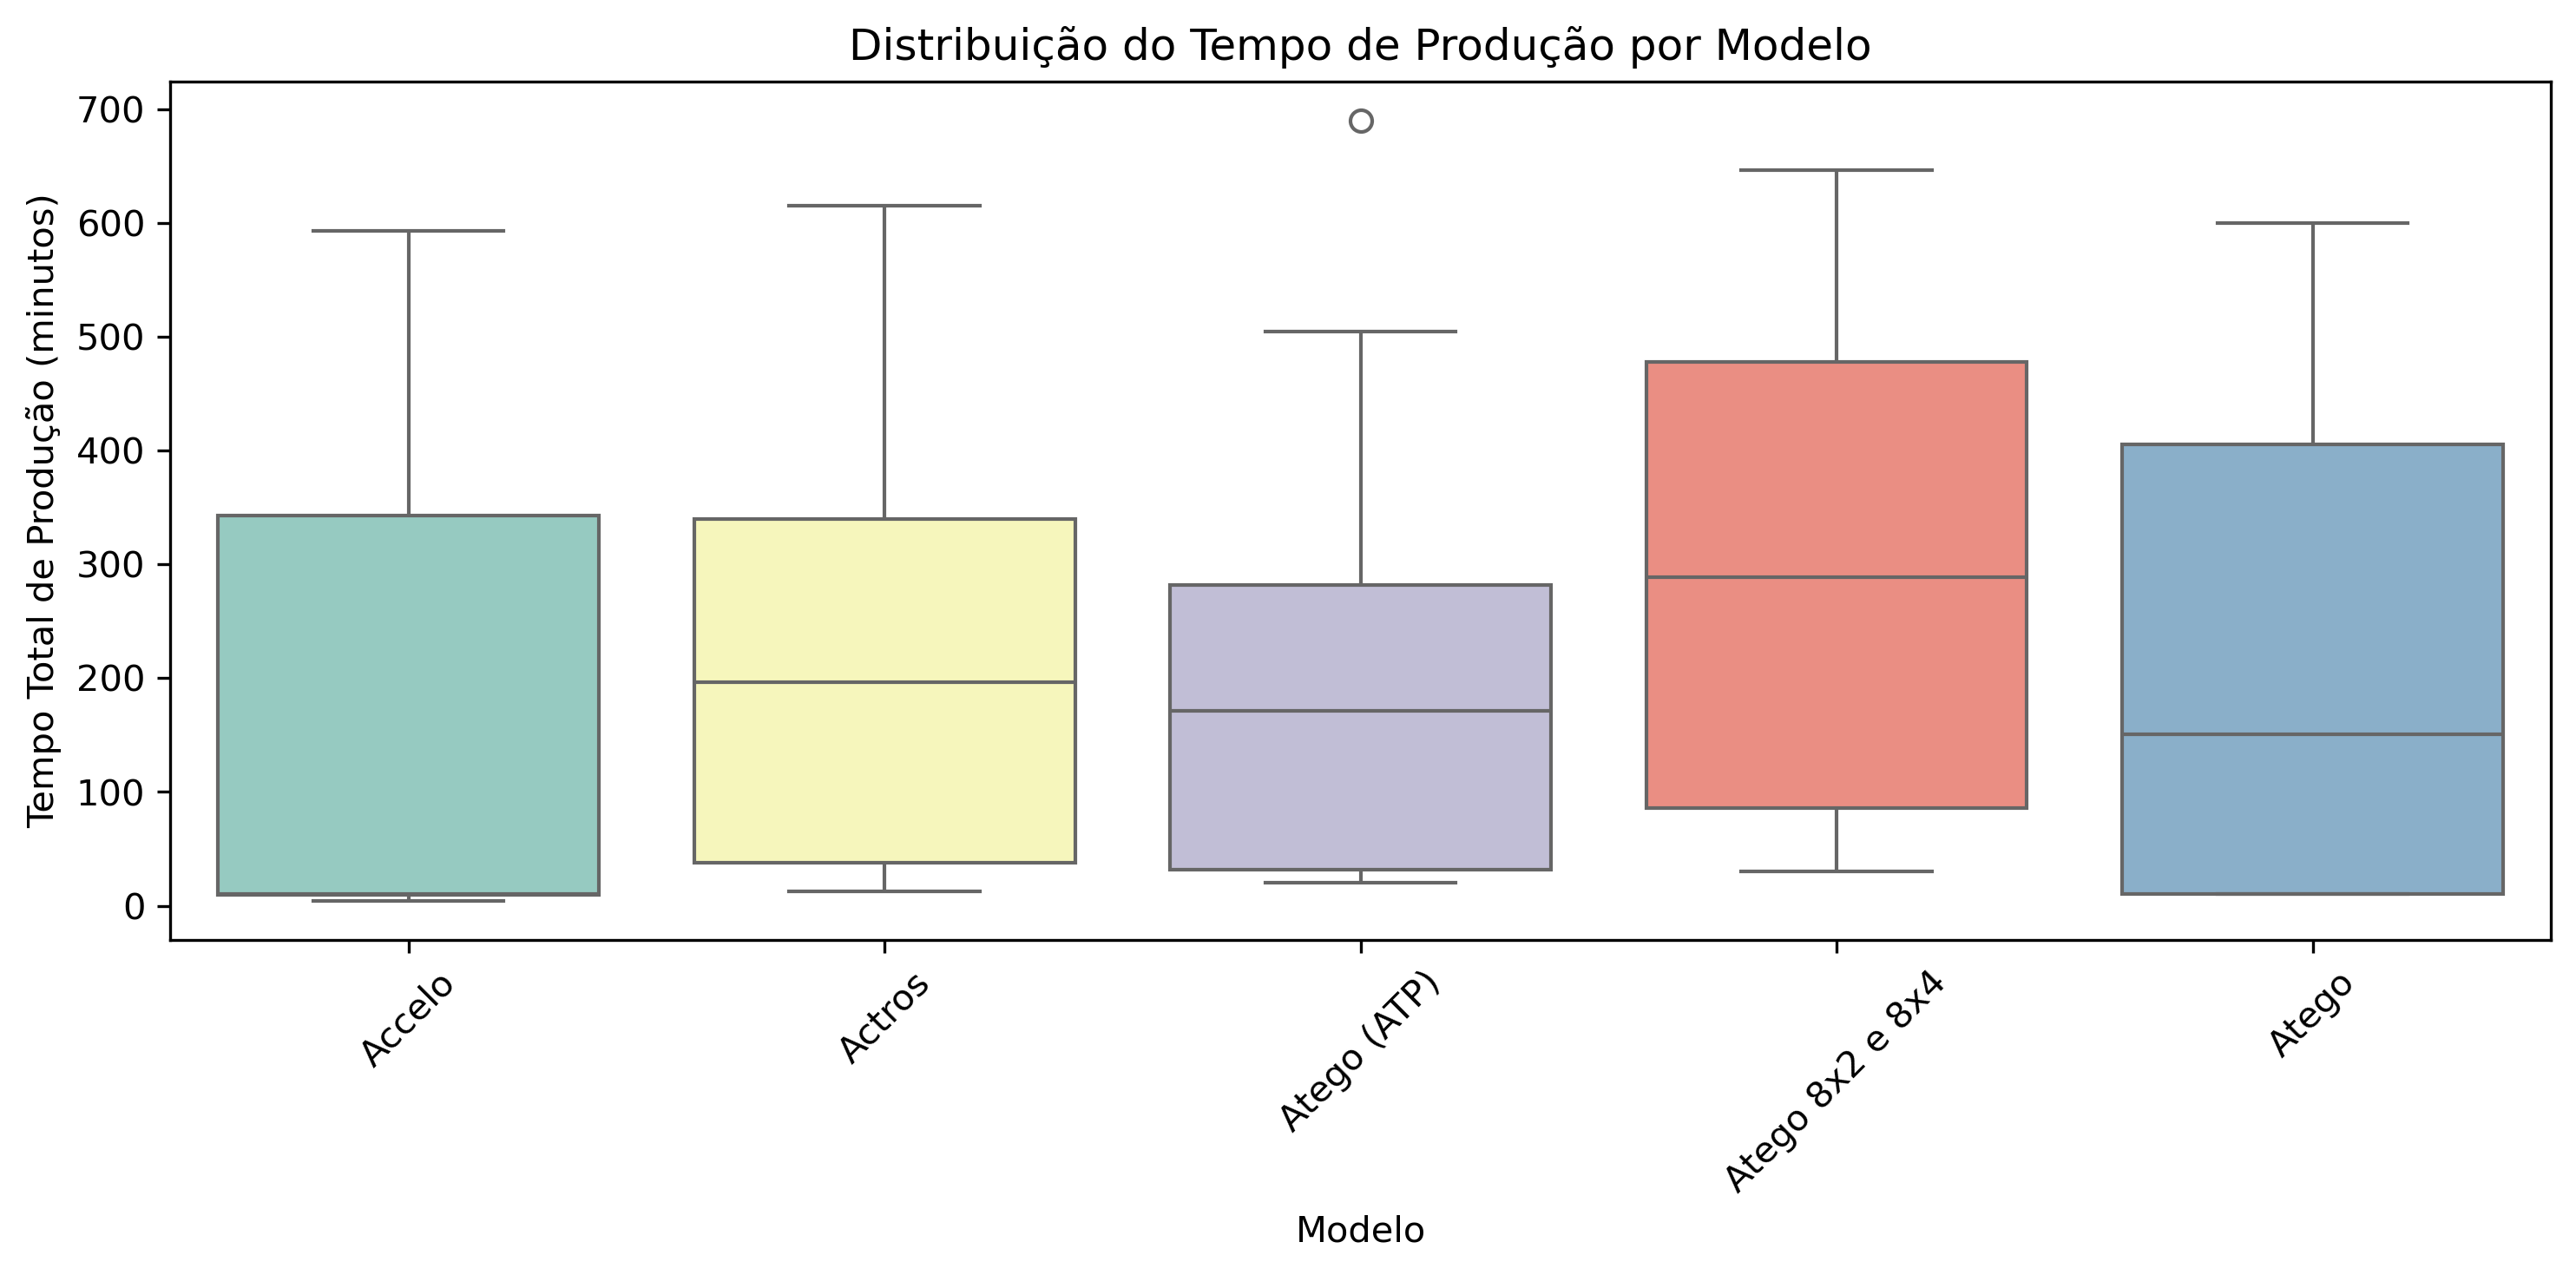 Distribuição do Tempo de Produção por Modelo
Tempo Total de Produção (minutos)
700
600
500
400
300
200
100
0
Accelo
Actros
Atego (ATP)
Atego 8x2 e 8x4
Atego
Modelo